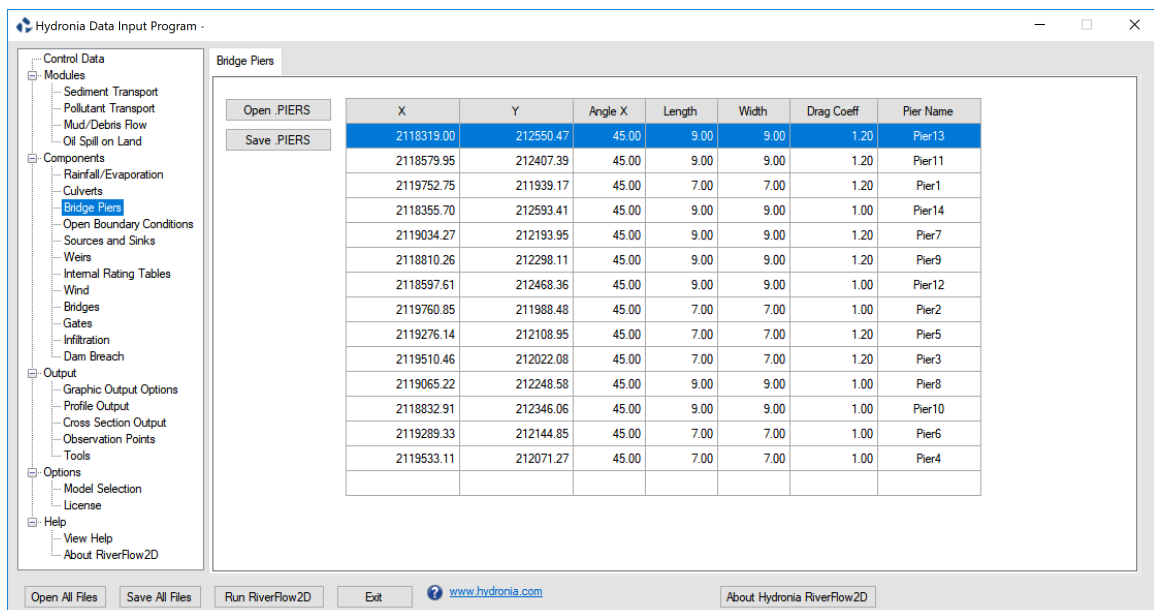 Hydronia Data Input Program -
Control Data
Modules
Sediment Transport
Pollutant Transport
Mud/Debris Flow
Oil Spill on Land
Components
Rainfall/Evaporation
Culverts
Bridge Piers
Open Boundary Conditions
Sources and Sinks
Weirs
Internal Rating Tables
Wind
Bridges
Gates
Infiltration
Dam Breach
Output
Graphic Output Options
Profile Output
Cross Section Output
Observation Points
Tools
Options
Model Selection
License
Help
View Help
About RiverFlow2D
Bridge Piers
Open .PIERS
Save .PIERS
X Y Angle X Length Width Drag Coeff Pier Name
2118319.00 212550.47 45.00 9.00 9.00 1.20 Pier13
2118579.95 212407.39 45.00 9.00 9.00 1.20 Pier11
2119752.75 211939.17 45.00 7.00 7.00 1.20 Pier1
2118355.70 212593.41 45.00 9.00 9.00 1.00 Pier14
2119034.27 212193.95 45.00 9.00 9.00 1.20 Pier7
2118810.26 212298.11 45.00 9.00 9.00 1.20 Pier9
2118597.61 212468.36 45.00 9.00 9.00 1.00 Pier12
2119760.85 211988.48 45.00 7.00 7.00 1.00 Pier2
2119276.14 212108.95 45.00 7.00 7.00 1.20 Pier5
2119510.46 212022.08 45.00 7.00 7.00 1.20 Pier3
2119065.22 212248.58 45.00 9.00 9.00 1.00 Pier8
2118832.91 212346.06 45.00 9.00 9.00 1.00 Pier10
2119289.33 212144.85 45.00 7.00 7.00 1.00 Pier6
2119533.11 212071.27 45.00 7.00 7.00 1.00 Pier4
Open All Files Save All Files Run RiverFlow2D Exit www.hydronia.com About Hydronia RiverFlow2D